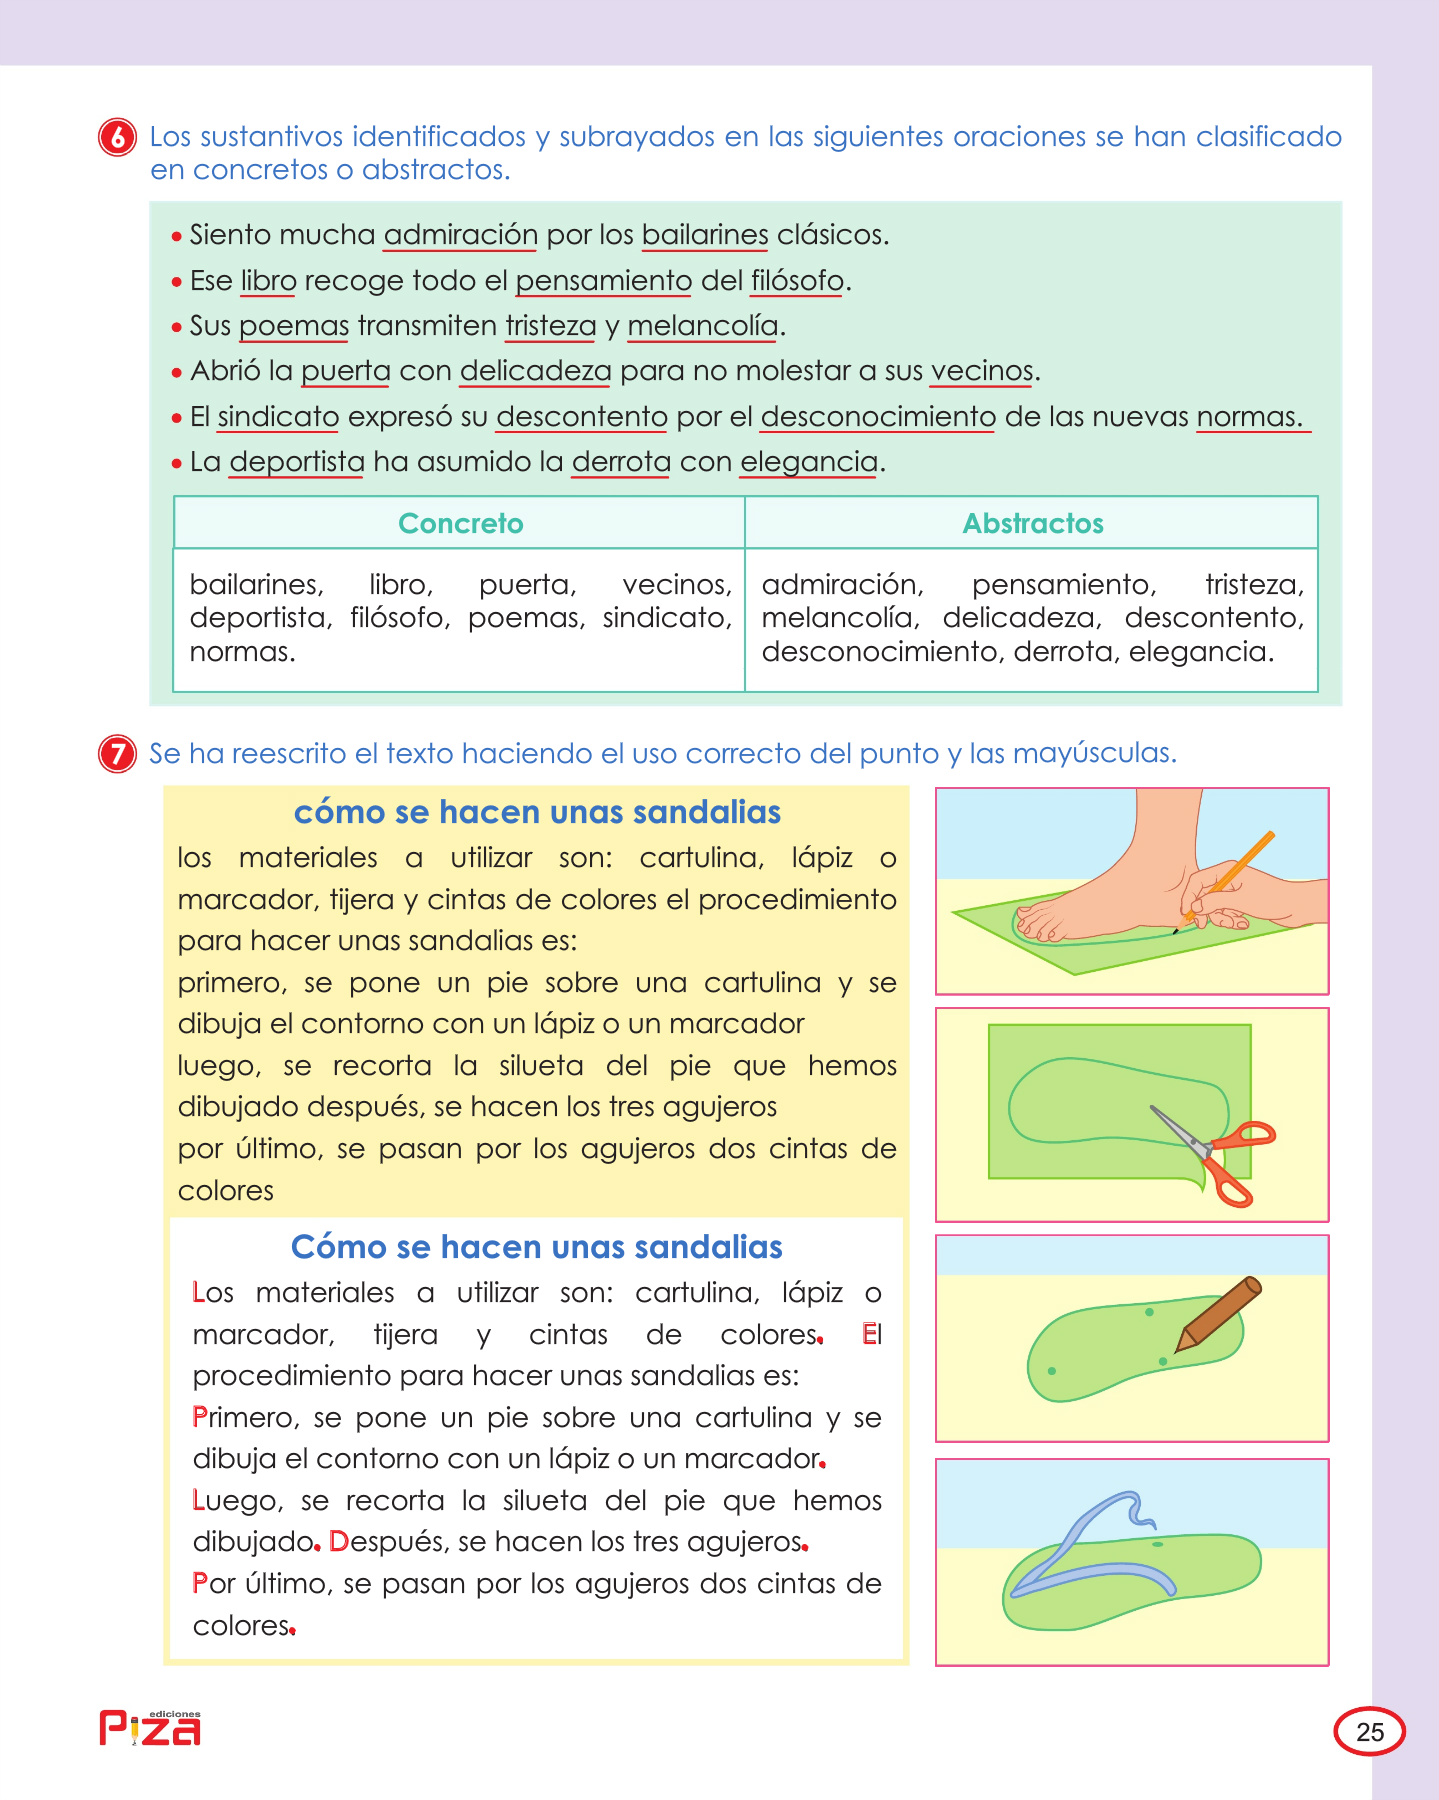 6 Los sustantivos identificados y subrayados en las siguientes oraciones se han clasificado
en concretos o abstractos.
• Siento mucha admiración por los bailarines clásicos.
• Ese libro recoge todo el pensamiento del filósofo.
• Sus poemas transmiten tristeza y melancolía.
• Abrió la puerta con delicadeza para no molestar a sus vecinos.
• El sindicato expresó su descontento por el desconocimiento de las nuevas normas.
• La deportista ha asumido la derrota con elegancia.
Concreto
bailarines, libro, puerta, vecinos,
deportista, filósofo, poemas, sindicato,
normas.
Abstractos
admiración, pensamiento, tristeza,
melancolía, delicadeza, descontento,
desconocimiento, derrota, elegancia.
7 Se ha reescrito el texto haciendo el uso correcto del punto y las mayúsculas.
cómo se hacen unas sandalias
los materiales a utilizar son: cartulina, lápiz o
marcador, tijera y cintas de colores el procedimiento
para hacer unas sandalias es:
primero, se pone un pie sobre una cartulina y se
dibuja el contorno con un lápiz o un marcador
luego, se recorta la silueta del pie que hemos
dibujado después, se hacen los tres agujeros
por último, se pasan por los agujeros dos cintas de
colores
Cómo se hacen unas sandalias
Los materiales a utilizar son: cartulina, lápiz o
marcador, tijera y cintas de colores. El
procedimiento para hacer unas sandalias es:
Primero, se pone un pie sobre una cartulina y se
dibuja el contorno con un lápiz o un marcador.
Luego, se recorta la silueta del pie que hemos
dibujado. Después, se hacen los tres agujeros.
Por último, se pasan por los agujeros dos cintas de
colores.
ediciones
Piza
25